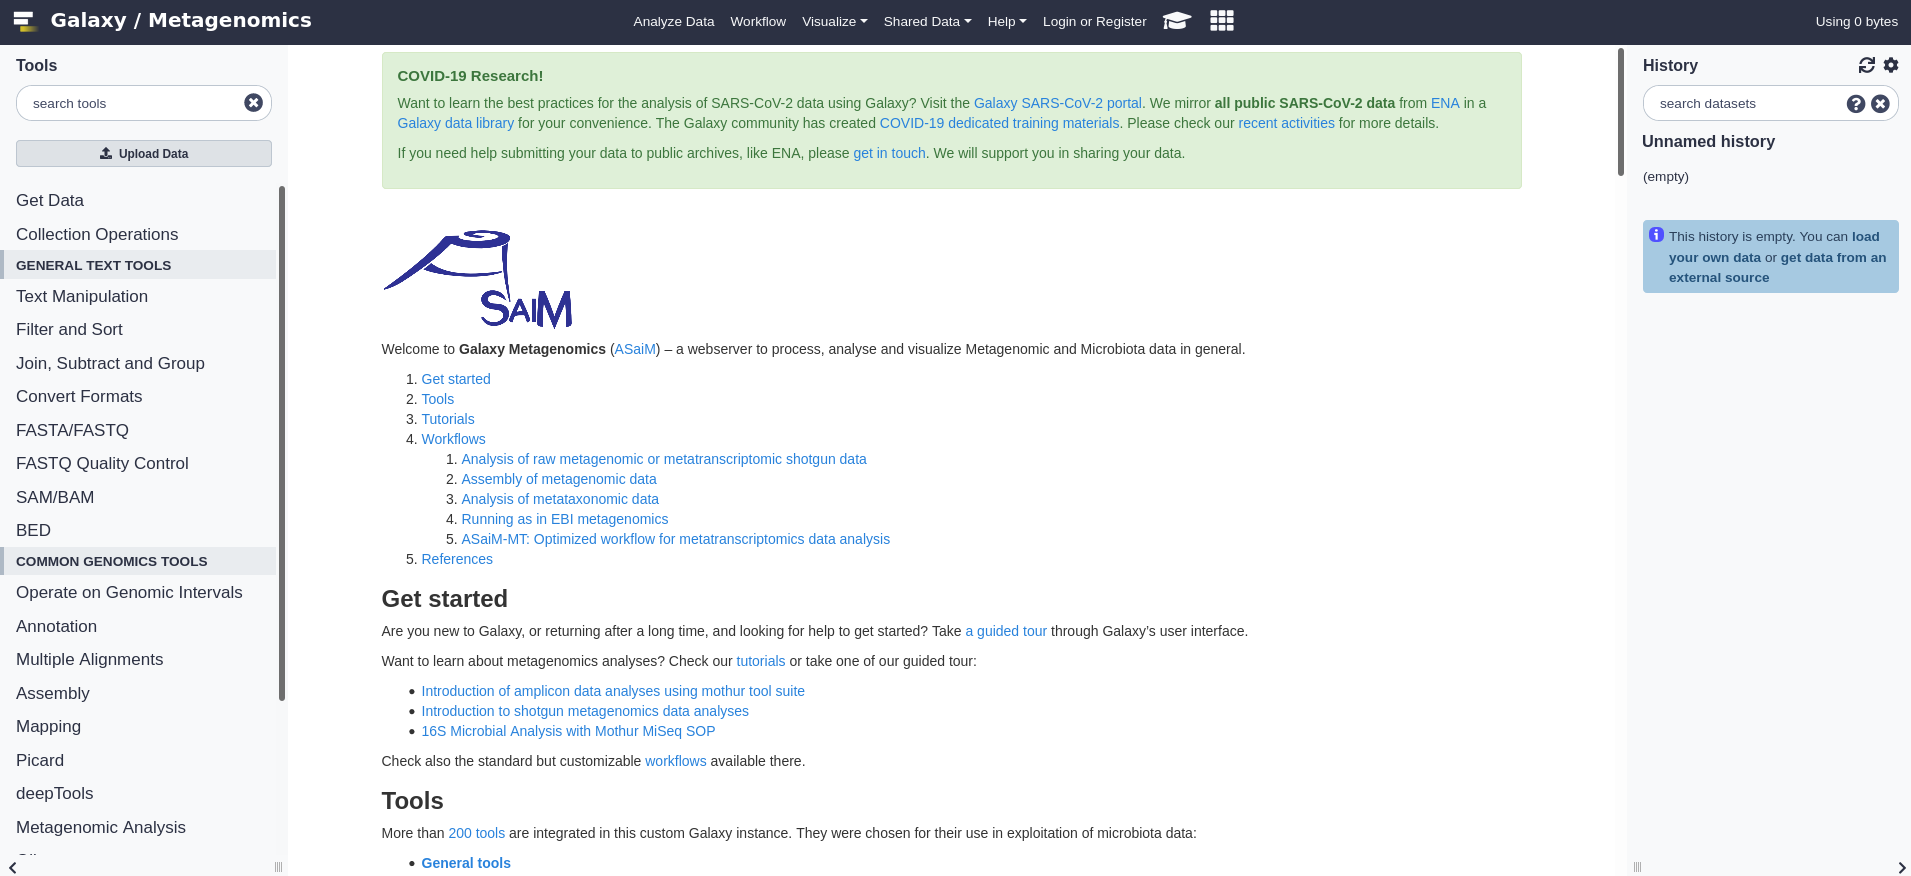 Galaxy / Metagenomics
Analyze Data Workflow Visualize Shared Data Help Login or Register
Using 0 bytes
Tools
search tools
Upload Data
Get Data
Collection Operations
GENERAL TEXT TOOLS
Text Manipulation
Filter and Sort
Join, Subtract and Group
Convert Formats
FASTA/FASTQ
FASTQ Quality Control
SAM/BAM
BED
COMMON GENOMICS TOOLS
Operate on Genomic Intervals
Annotation
Multiple Alignments
Assembly
Mapping
Picard
deepTools
Metagenomic Analysis
COVID-19 Research!
Want to learn the best practices for the analysis of SARS-CoV-2 data using Galaxy? Visit the Galaxy SARS-CoV-2 portal. We mirror all public SARS-CoV-2 data from ENA in a
Galaxy data library for your convenience. The Galaxy community has created COVID-19 dedicated training materials. Please check our recent activities for more details.
If you need help submitting your data to public archives, like ENA, please get in touch. We will support you in sharing your data.
ASAIM
Welcome to Galaxy Metagenomics (ASaiM) – a webserver to process, analyse and visualize Metagenomic and Microbiota data in general.
1. Get started
2. Tools
3. Tutorials
4. Workflows
1. Analysis of raw metagenomic or metatranscriptomic shotgun data
2. Assembly of metagenomic data
3. Analysis of metataxonomic data
4. Running as in EBI metagenomics
5. ASaiM-MT: Optimized workflow for metatranscriptomics data analysis
5. References
Get started
Are you new to Galaxy, or returning after a long time, and looking for help to get started? Take a guided tour through Galaxy's user interface.
Want to learn about metagenomics analyses? Check our tutorials or take one of our guided tour:
• Introduction of amplicon data analyses using mothur tool suite
• Introduction to shotgun metagenomics data analyses
• 16S Microbial Analysis with Mothur MiSeq SOP
Check also the standard but customizable workflows available there.
Tools
More than 200 tools are integrated in this custom Galaxy instance. They were chosen for their use in exploitation of microbiota data:
• General tools
History
search datasets
Unnamed history
(empty)
This history is empty. You can load
your own data or get data from an
external source